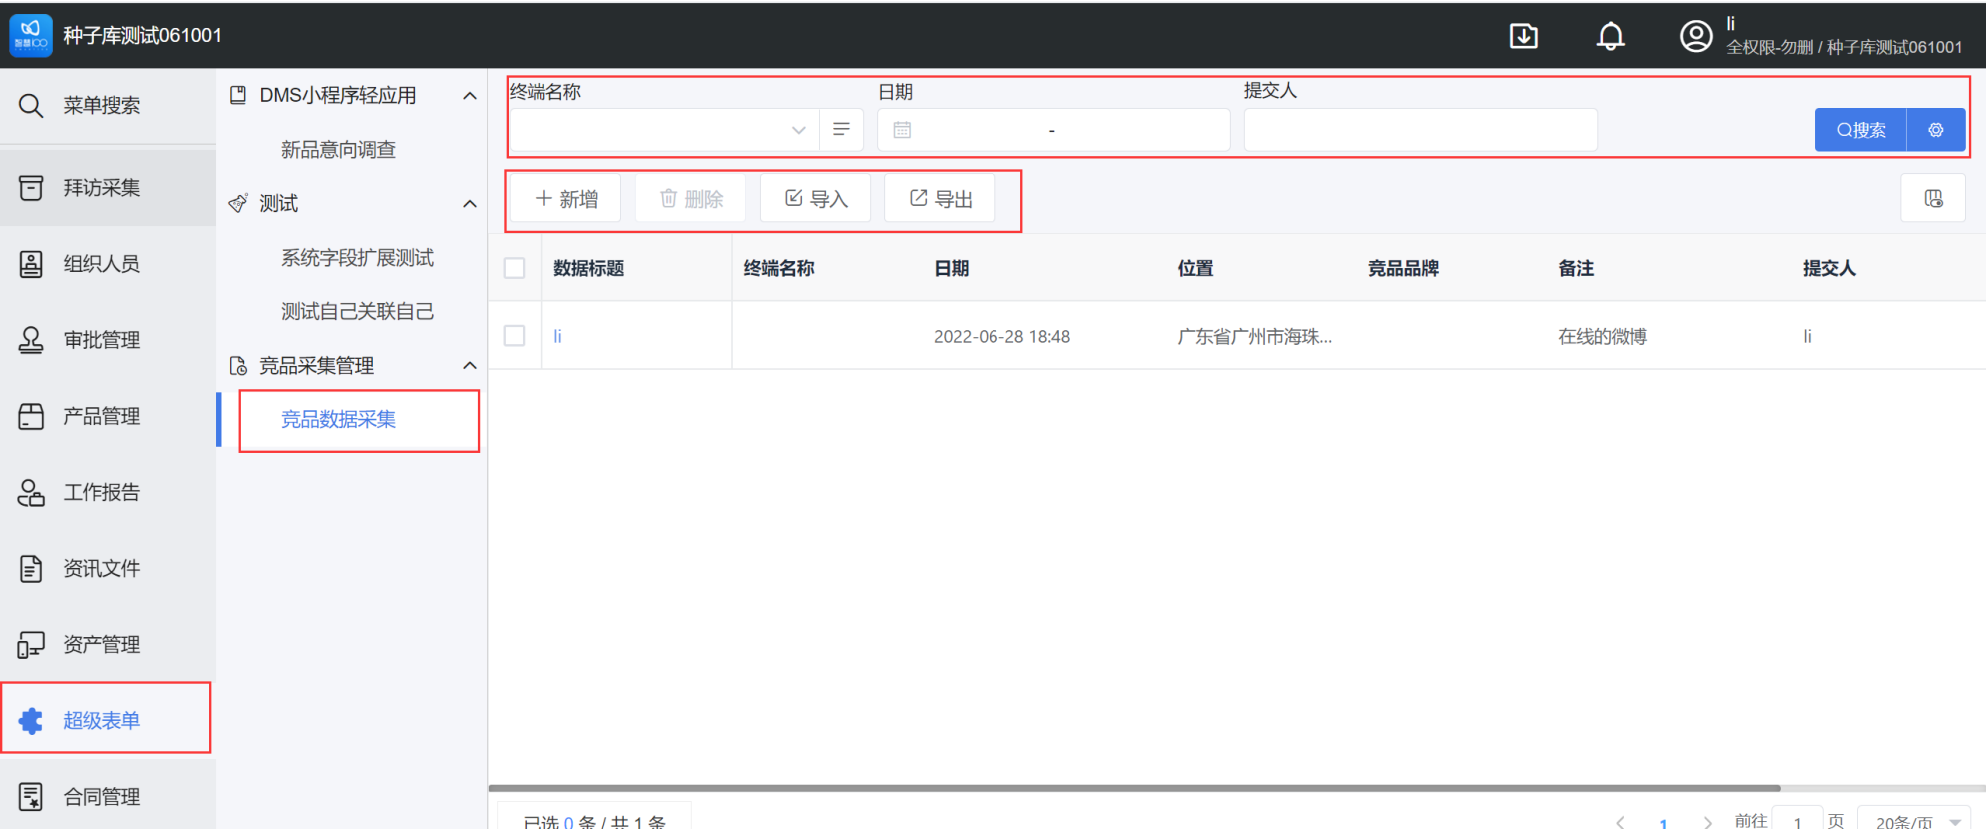 智慧100
种子库测试061001
li
全权限-勿删 / 种子库测试061001
菜单搜索
拜访采集
组织人员
审批管理
产品管理
工作报告
资讯文件
资产管理
超级表单
合同管理
DMS小程序轻应用
新品意向调查
测试
系统字段扩展测试
测试自己关联自己
竞品采集管理
竞品数据采集
终端名称
日期
提交人
-
搜索
新增
删除
导入
导出
数据标题 终端名称 日期 位置 竞品品牌 备注 提交人
li 2022-06-28 18:48 广东省广州市海珠... 在线的微博 li
已选 0 条 / 共 1 条
1 前往 1 页 20条/页